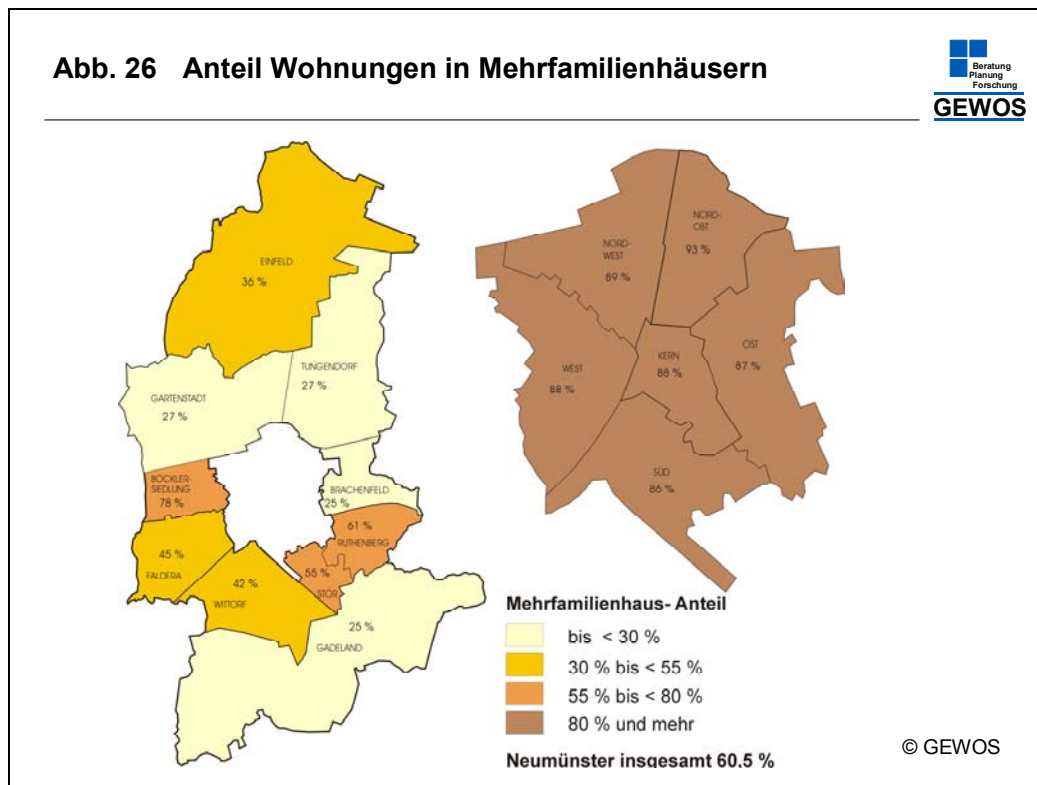 Abb. 26 Anteil Wohnungen in Mehrfamilienhäusern
Beratung
Planung
Forschung
GEWOS
EINFELD
36 %
TUNGENDORF
27 %
GARTENSTADT
27 %
BÖCKLER-
SIEDLUNG
78 %
BRACHENFELD
25 %
61 %
RUTHENBERG
45 %
FALDERA
42 %
WITTORF
55 %
STÖR
25 %
GADELAND
NORD-
OST
93 %
NORD-
WEST
89 %
OST
87 %
KERN
88 %
WEST
88 %
SÜD
86 %
Mehrfamilienhaus- Anteil
bis < 30 %
30 % bis < 55 %
55 % bis < 80 %
80 % und mehr
Neumünster insgesamt 60,5 %
© GEWOS